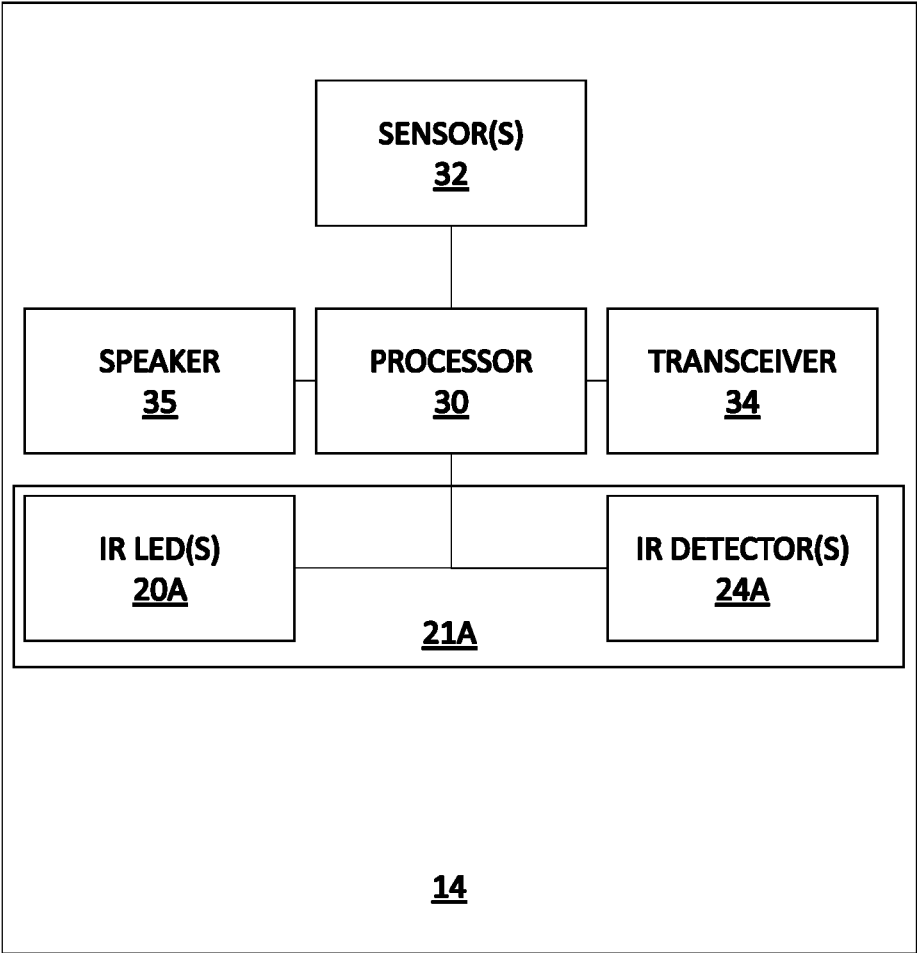 SENSOR(S)
32
SPEAKER
35
PROCESSOR
30
TRANSCEIVER
34
IR LED(S)
20A
IR DETECTOR(S)
24A
21A
14